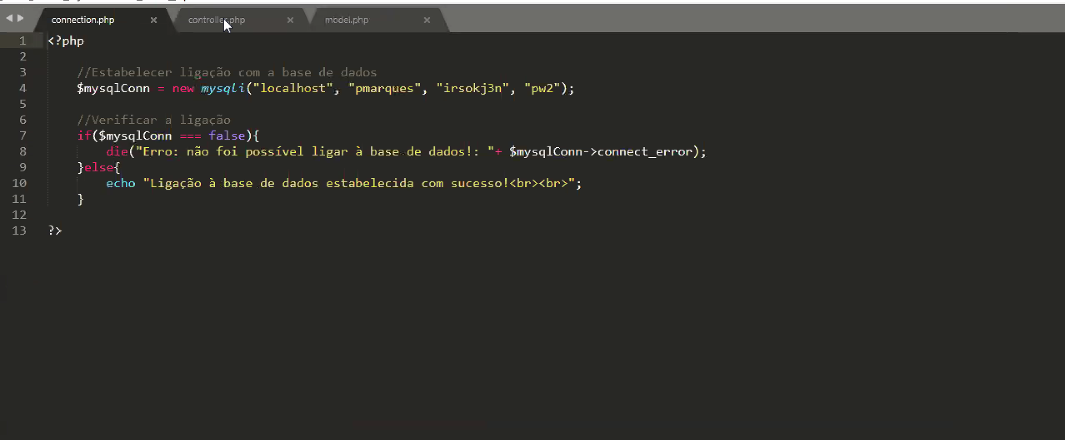 connection.php × controller.php × model.php ×
1 <?php
2
3 //Estabelecer ligação com a base de dados
4 $mysqlConn = new mysqli("localhost", "pmarques", "irsokj3n", "pw2");
5
6 //Verificar a ligação
7 if($mysqlConn === false){
8 die("Erro: não foi possível ligar à base de dados!: "+ $mysqlConn->connect_error);
9 }else{
10 echo "Ligação à base de dados estabelecida com sucesso!<br><br>";
11 }
12
13 ?>